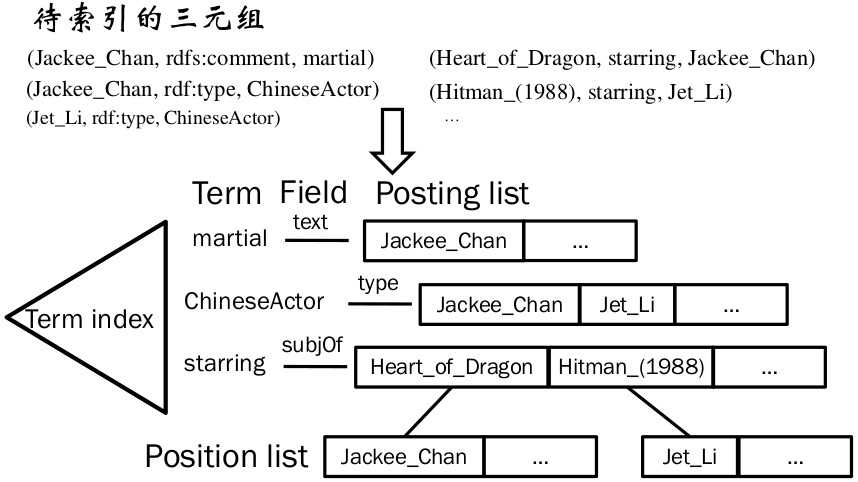 待索引的三元组
(Jackee_Chan, rdfs:comment, martial) (Heart_of_Dragon, starring, Jackee_Chan)
(Jackee_Chan, rdf:type, ChineseActor) (Hitman_(1988), starring, Jet_Li)
(Jet_Li, rdf:type, ChineseActor) ...
Term Field Posting list
martial text Jackee_Chan ...
ChineseActor type Jackee_Chan Jet_Li ...
Term index
starring subjOf Heart_of_Dragon Hitman_(1988) ...
Position list Jackee_Chan ... Jet_Li ...